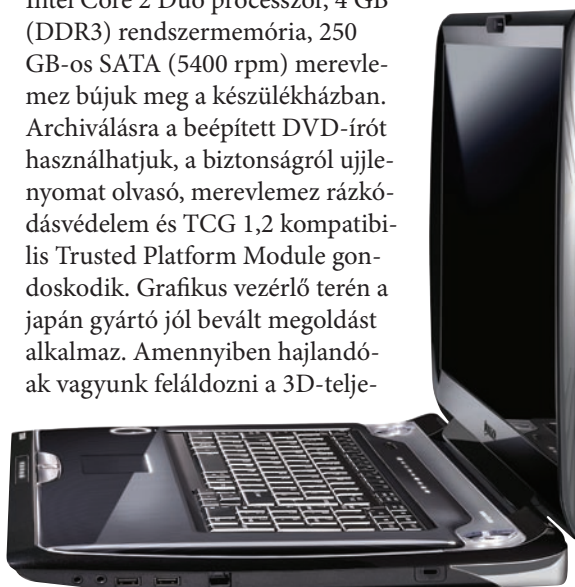 Intel Core 2 Duo processzor, 4 GB
(DDR3) rendszermemória, 250
GB-os SATA (5400 rpm) merevle-
mez bújuk meg a készülékházban.
Archiválásra a beépített DVD-írót
használhatjuk, a biztonságról ujjle-
nyomat olvasó, merevlemez rázkó-
dásvédelem és TCG 1,2 kompatibi-
lis Trusted Platform Module gon-
doskodik. Grafikus vezérlő terén a
japán gyártó jól bevált megoldást
alkalmaz. Amennyiben hajlandó-
ak vagyunk feláldozni a 3D-telje-